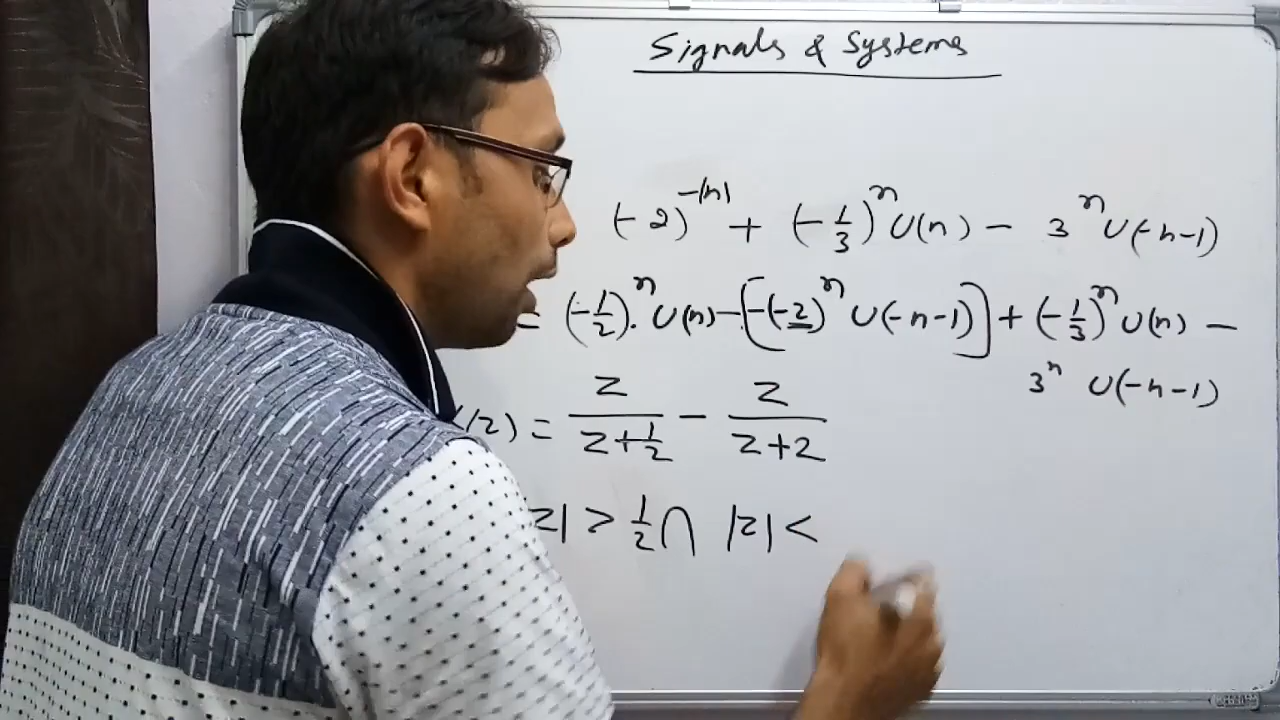 Signals & Systems
(-2)^{-|n|} + (-1/3)^n U(n) - 3^n U(-n-1)
= (-1/2)^n . U(n) - [-(-2)^n U(-n-1)] + (-1/3)^n U(n) -
3^n U(-n-1)
(z) = z/(z+1/2) - z/(z+2)
z| > 1/2 ∩ |z| <